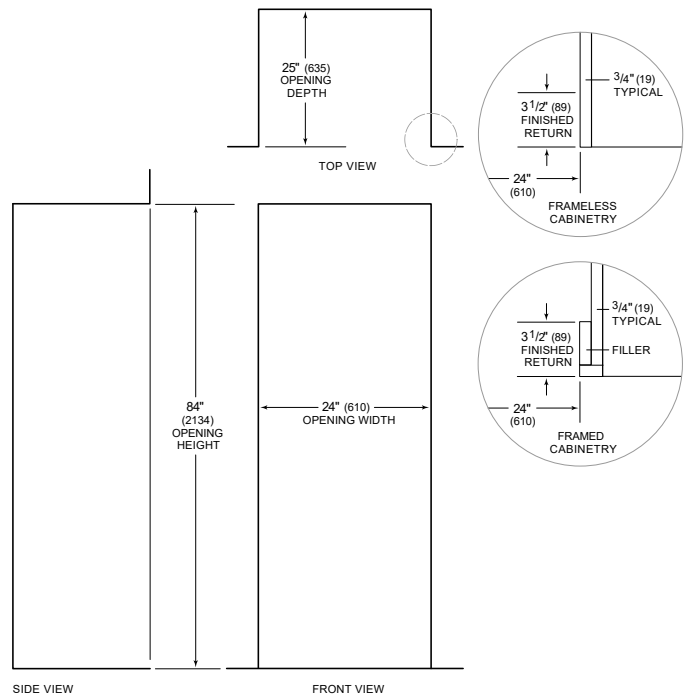 25" (635)
OPENING
DEPTH
TOP VIEW
3/4" (19)
TYPICAL
3 1/2" (89)
FINISHED
RETURN
24"
(610)
FRAMELESS
CABINETRY
3/4" (19)
TYPICAL
3 1/2" (89)
FINISHED
RETURN
FILLER
24"
(610)
FRAMED
CABINETRY
84"
(2134)
OPENING
HEIGHT
24" (610)
OPENING WIDTH
SIDE VIEW
FRONT VIEW